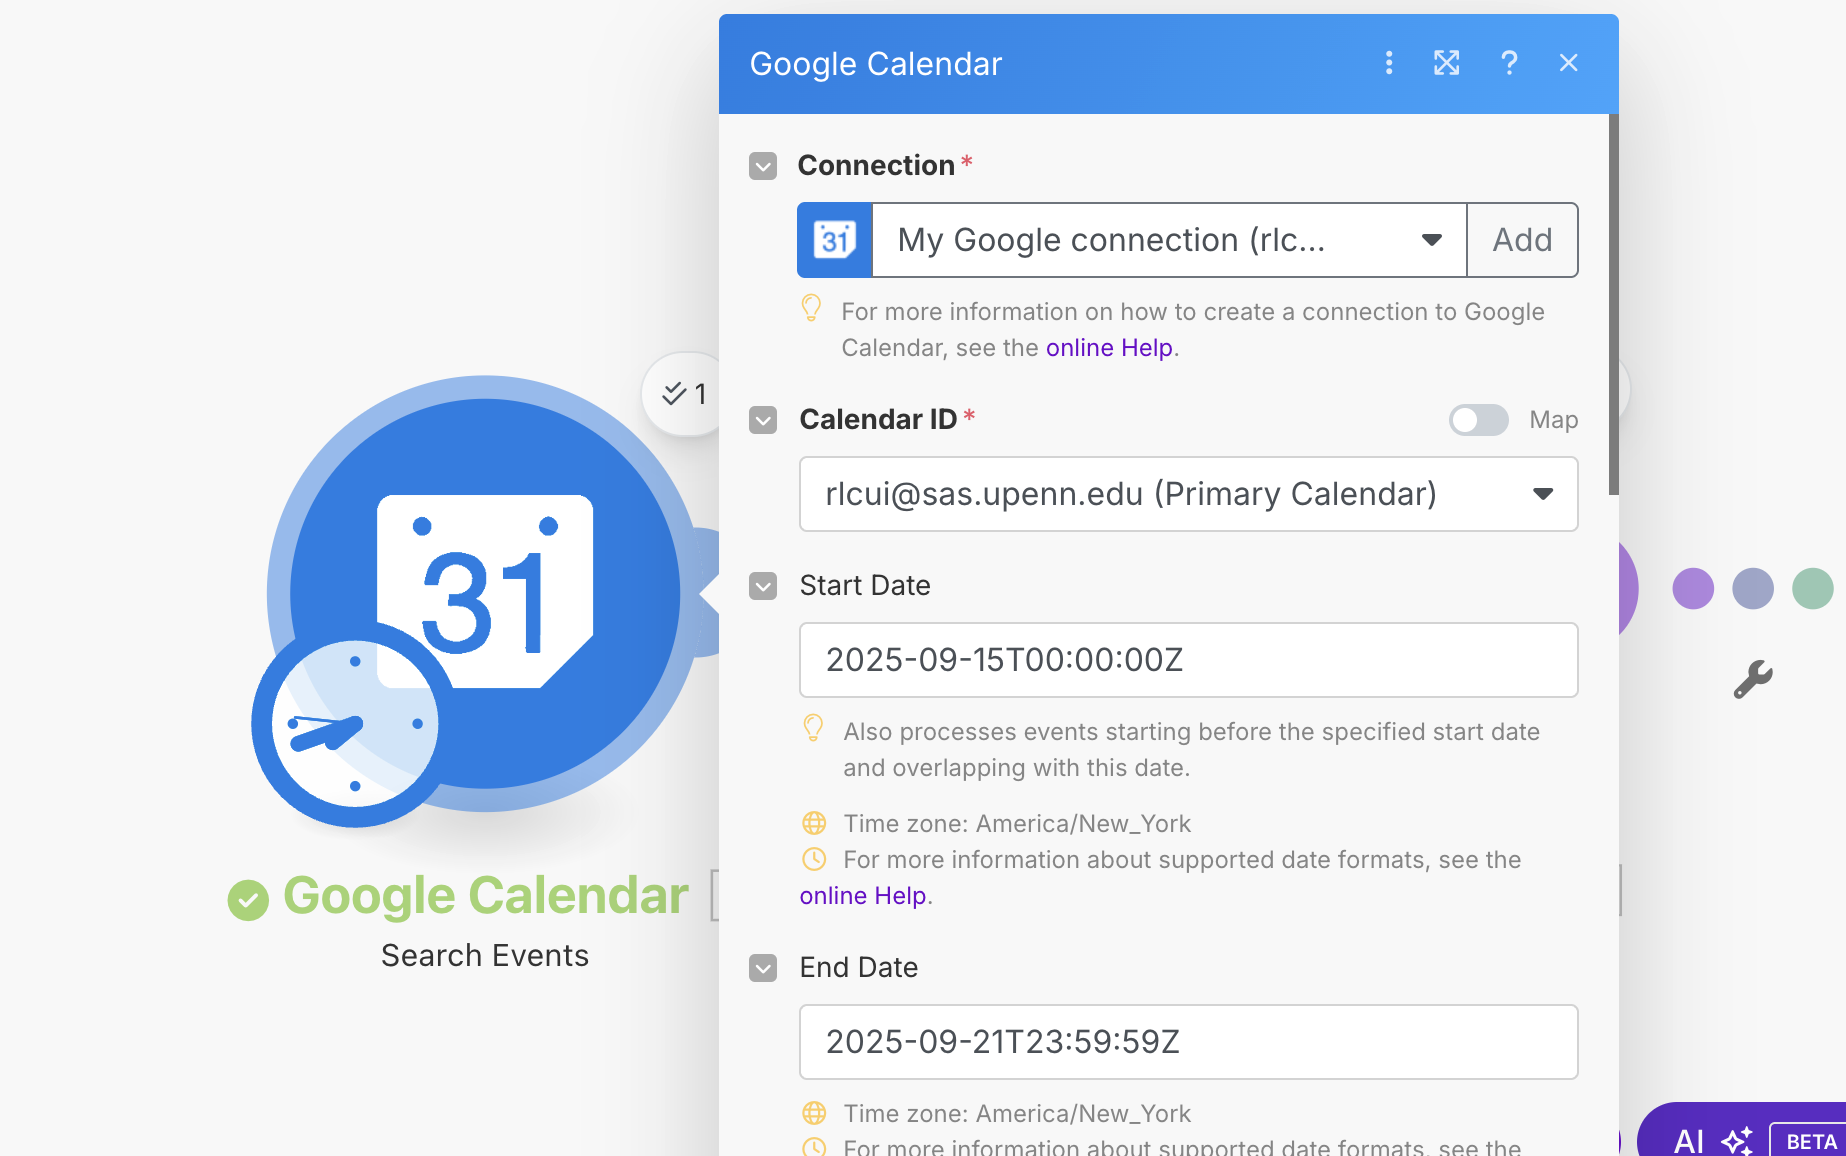 Google Calendar
?
Connection *
31
My Google connection (rlc...
Add
For more information on how to create a connection to Google
Calendar, see the online Help.
1
Calendar ID *
Map
rlcui@sas.upenn.edu (Primary Calendar)
31
Start Date
2025-09-15T00:00:00Z
Also processes events starting before the specified start date
and overlapping with this date.
Time zone: America/New_York
For more information about supported date formats, see the
online Help.
Google Calendar
Search Events
End Date
2025-09-21T23:59:59Z
Time zone: America/New_York
For more information about supported date formats, see the
AI BETA